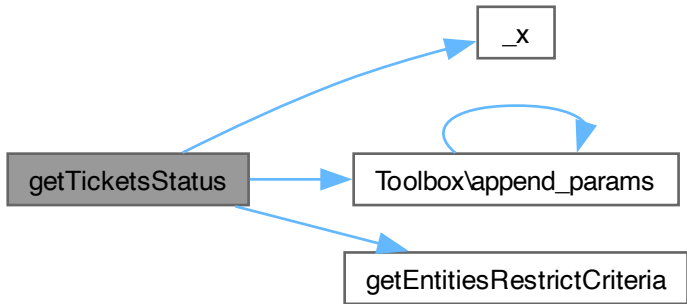 _x
getTicketsStatus
Toolbox\append_params
getEntitiesRestrictCriteria